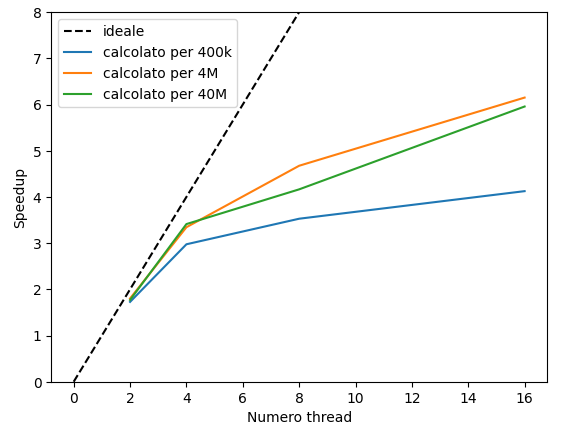 ideale
calcolato per 400k
calcolato per 4M
calcolato per 40M
8
7
6
5
4
3
2
1
0
Speedup
0 2 4 6 8 10 12 14 16
Numero thread